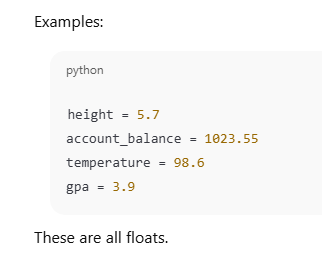 Examples:
python
height = 5.7
account_balance = 1023.55
temperature = 98.6
gpa = 3.9
These are all floats.